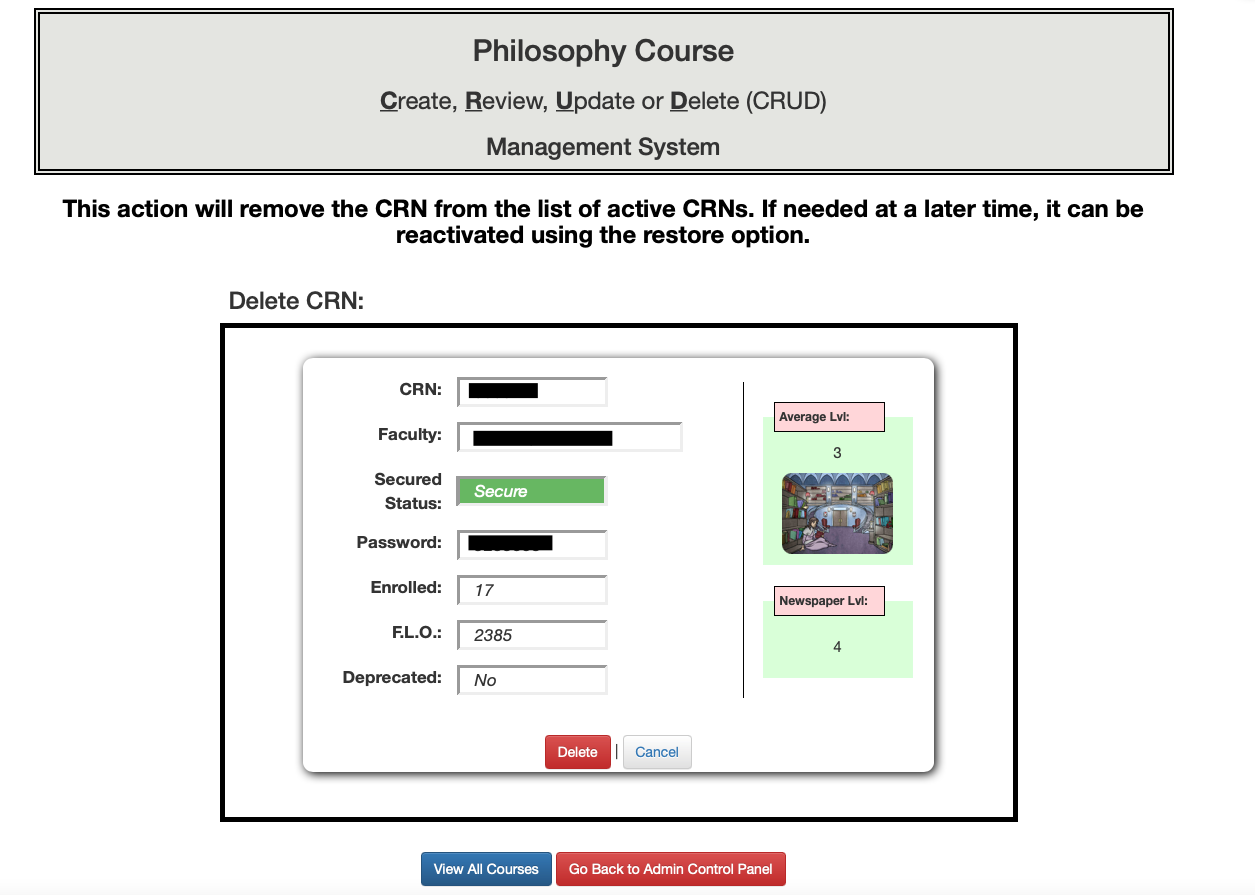 Philosophy Course
Create, Review, Update or Delete (CRUD)
Management System
This action will remove the CRN from the list of active CRNs. If needed at a later time, it can be
reactivated using the restore option.
Delete CRN:
CRN:
Faculty:
Secured
Status:
Secure
Password:
Enrolled:
17
F.L.O.:
2385
Deprecated:
No
Average Lvl:
3
Newspaper Lvl:
4
Delete | Cancel
View All Courses
Go Back to Admin Control Panel